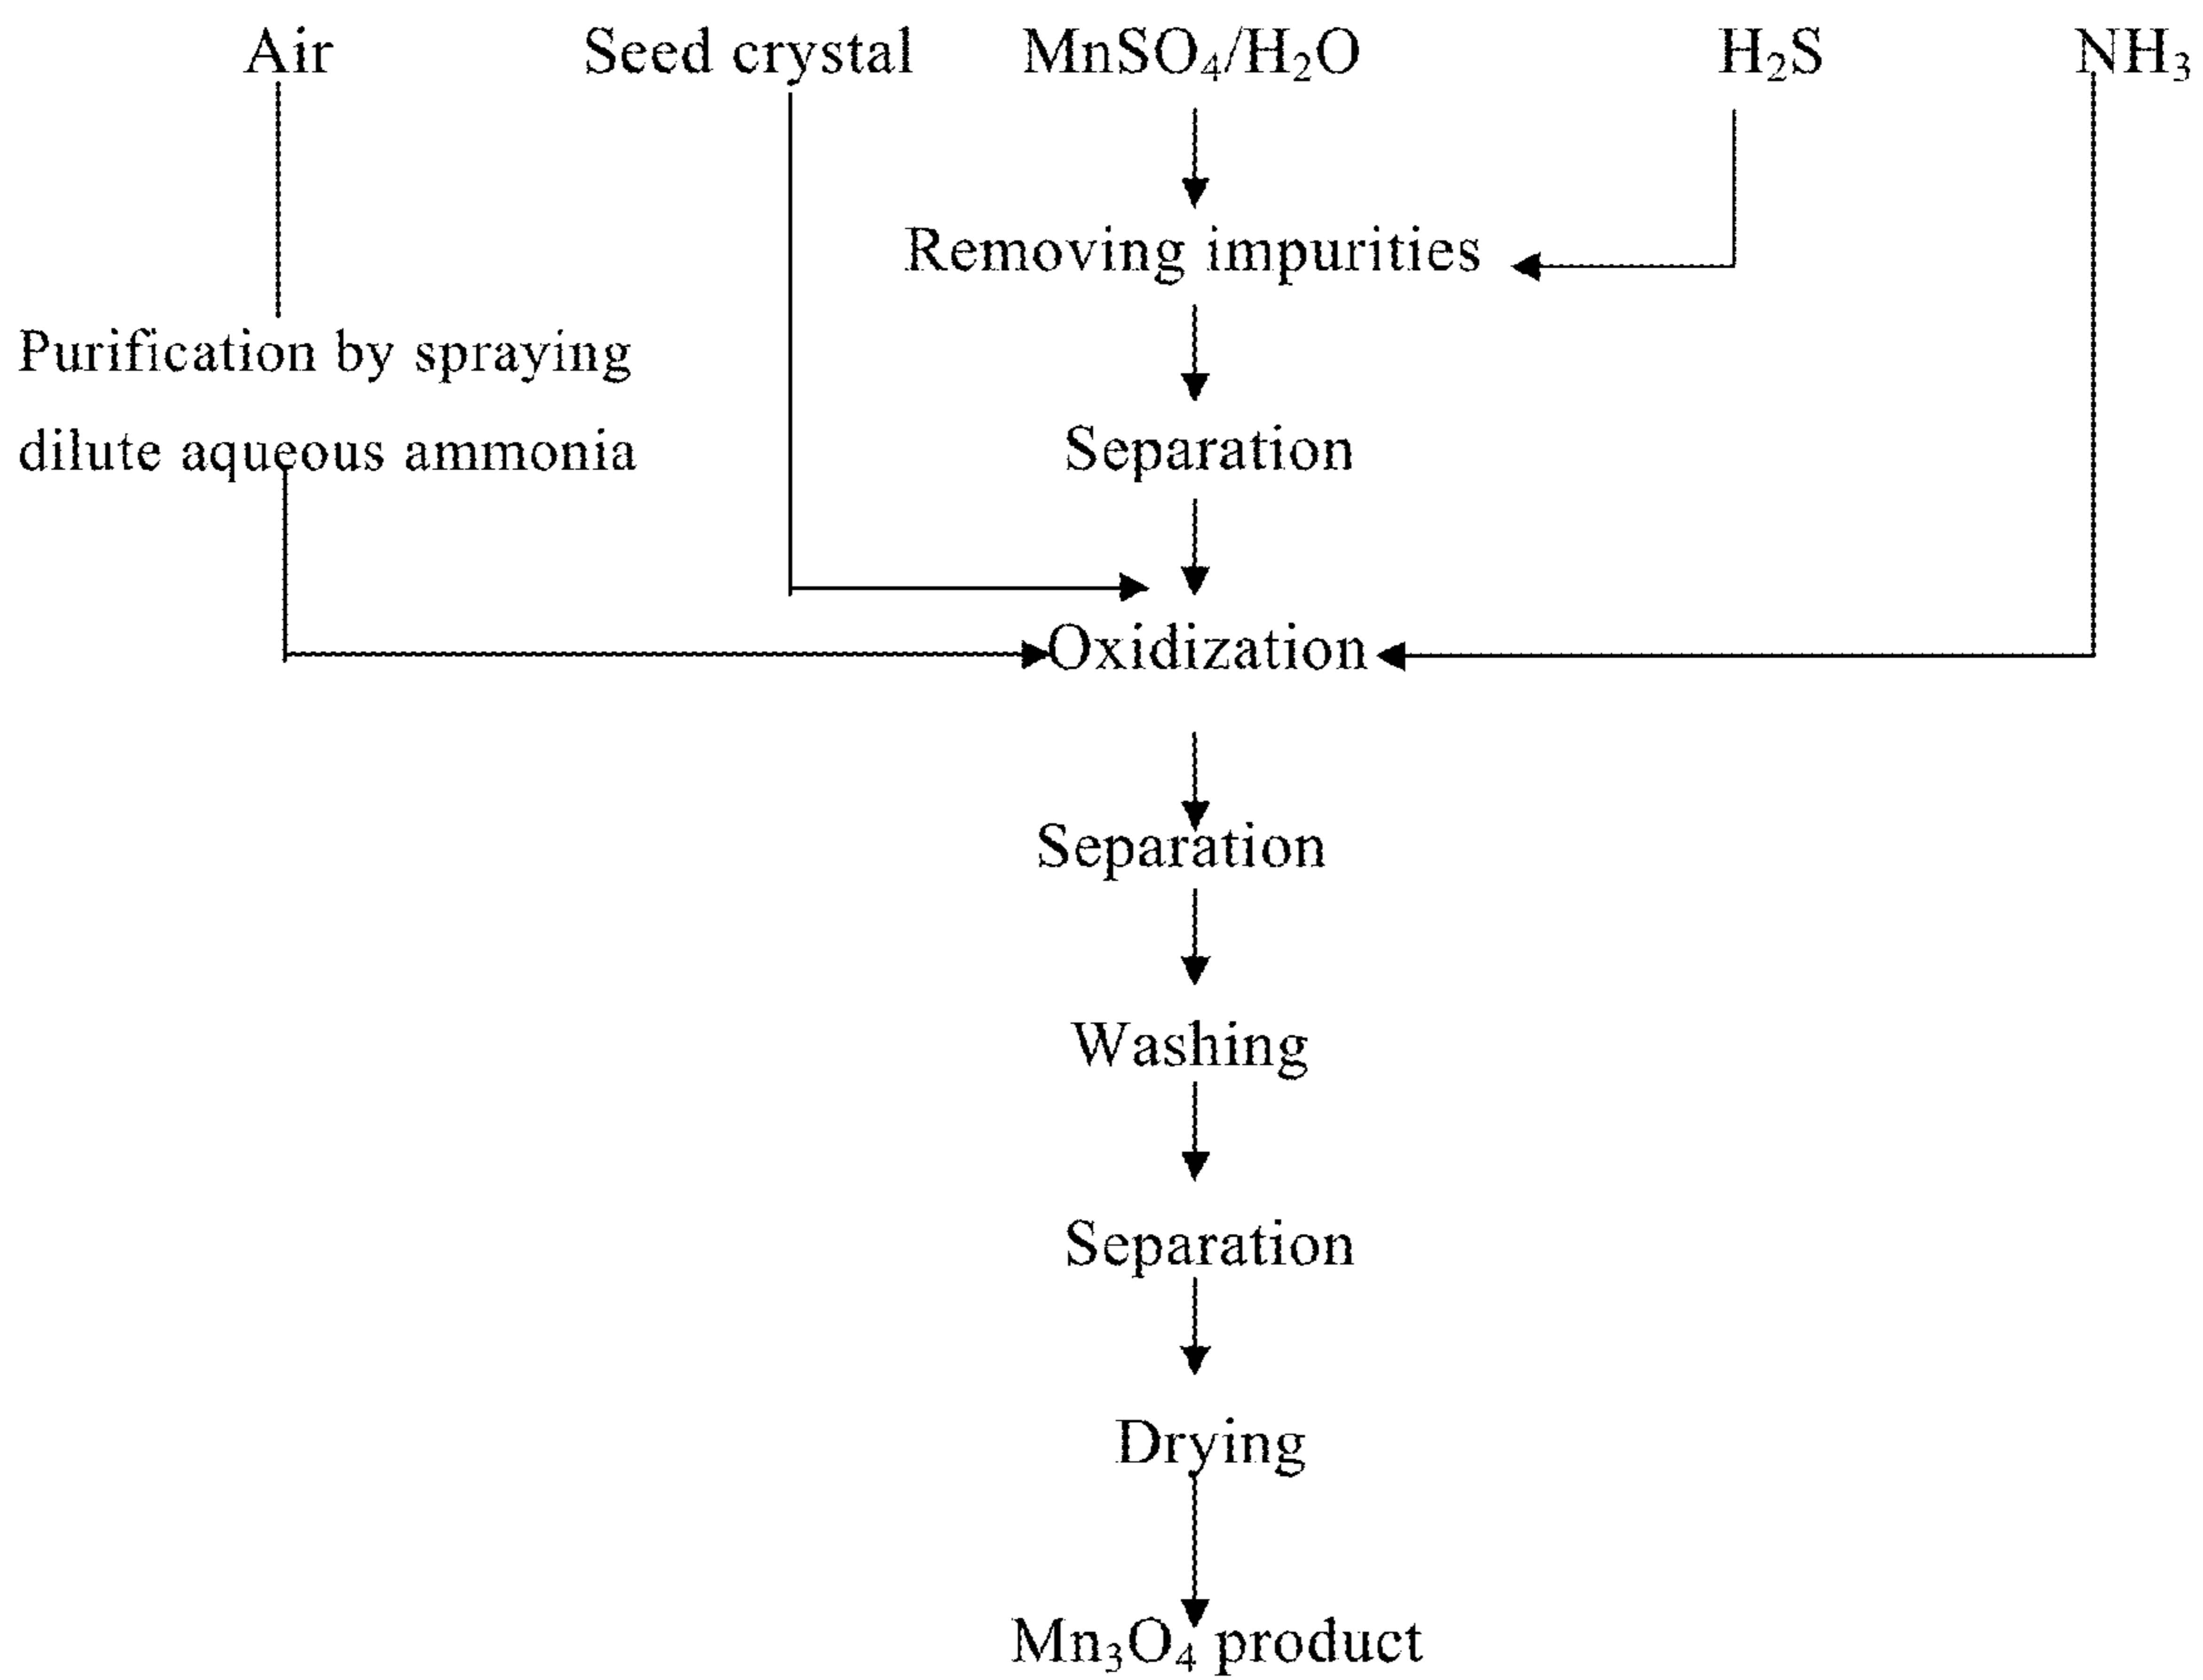 Air
Seed crystal
MnSO₄/H₂O
H₂S
NH₃
Removing impurities
Purification by spraying
dilute aqueous ammonia
Separation
Oxidization
Separation
Washing
Separation
Drying
Mn₃O₄ product